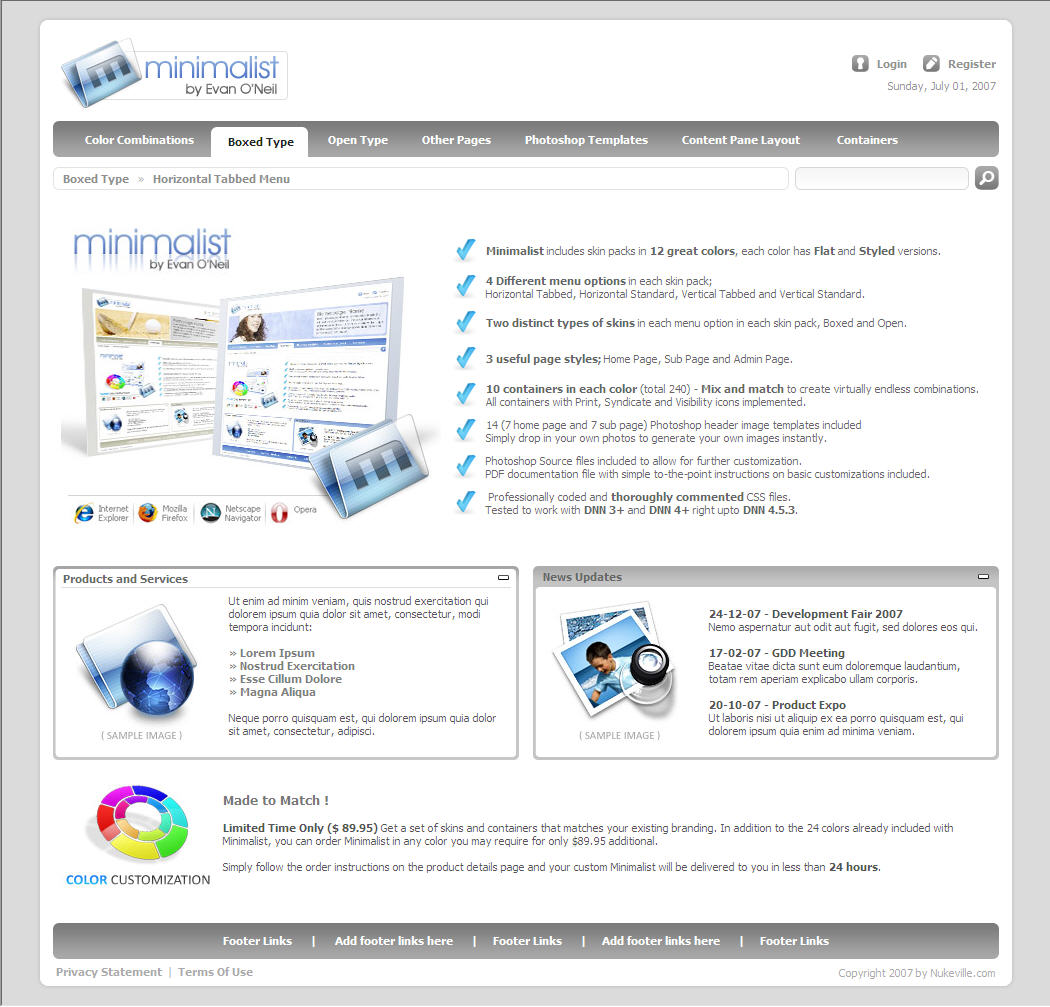 minimalist
by Evan O'Neil
Login Register
Sunday, July 01, 2007
Color Combinations Boxed Type Open Type Other Pages Photoshop Templates Content Pane Layout Containers
Boxed Type » Horizontal Tabbed Menu
minimalist
by Evan O'Neil
Internet Explorer
Mozilla Firefox
Netscape Navigator
Opera
Minimalist includes skin packs in 12 great colors, each color has Flat and Styled versions.
4 Different menu options in each skin pack;
Horizontal Tabbed, Horizontal Standard, Vertical Tabbed and Vertical Standard.
Two distinct types of skins in each menu option in each skin pack, Boxed and Open.
3 useful page styles; Home Page, Sub Page and Admin Page.
10 containers in each color (total 240) - Mix and match to create virtually endless combinations.
All containers with Print, Syndicate and Visibility icons implemented.
14 (7 home page and 7 sub page) Photoshop header image templates included
Simply drop in your own photos to generate your own images instantly.
Photoshop Source files included to allow for further customization.
PDF documentation file with simple to-the-point instructions on basic customizations included.
Professionally coded and thoroughly commented CSS files.
Tested to work with DNN 3+ and DNN 4+ right upto DNN 4.5.3.
Products and Services
Ut enim ad minim veniam, quis nostrud exercitation qui
dolorem ipsum quia dolor sit amet, consectetur, modi
tempora incidunt:
» Lorem Ipsum
» Nostrud Exercitation
» Esse Cillum Dolore
» Magna Aliqua
Neque porro quisquam est, qui dolorem ipsum quia dolor
sit amet, consectetur, adipisci.
( SAMPLE IMAGE )
News Updates
24-12-07 - Development Fair 2007
Nemo aspernatur aut odit aut fugit, sed dolores eos qui.
17-02-07 - GDD Meeting
Beatae vitae dicta sunt eum doloremque laudantium,
totam rem aperiam explicabo ullam corporis.
20-10-07 - Product Expo
Ut laboris nisi ut aliquip ex ea porro quisquam est, qui
dolorem ipsum quia enim ad minima veniam.
( SAMPLE IMAGE )
COLOR CUSTOMIZATION
Made to Match !
Limited Time Only ($ 89.95) Get a set of skins and containers that matches your existing branding. In addition to the 24 colors already included with
Minimalist, you can order Minimalist in any color you may require for only $89.95 additional.
Simply follow the order instructions on the product details page and your custom Minimalist will be delivered to you in less than 24 hours.
Footer Links | Add footer links here | Footer Links | Add footer links here | Footer Links
Privacy Statement | Terms Of Use
Copyright 2007 by Nukeville.com